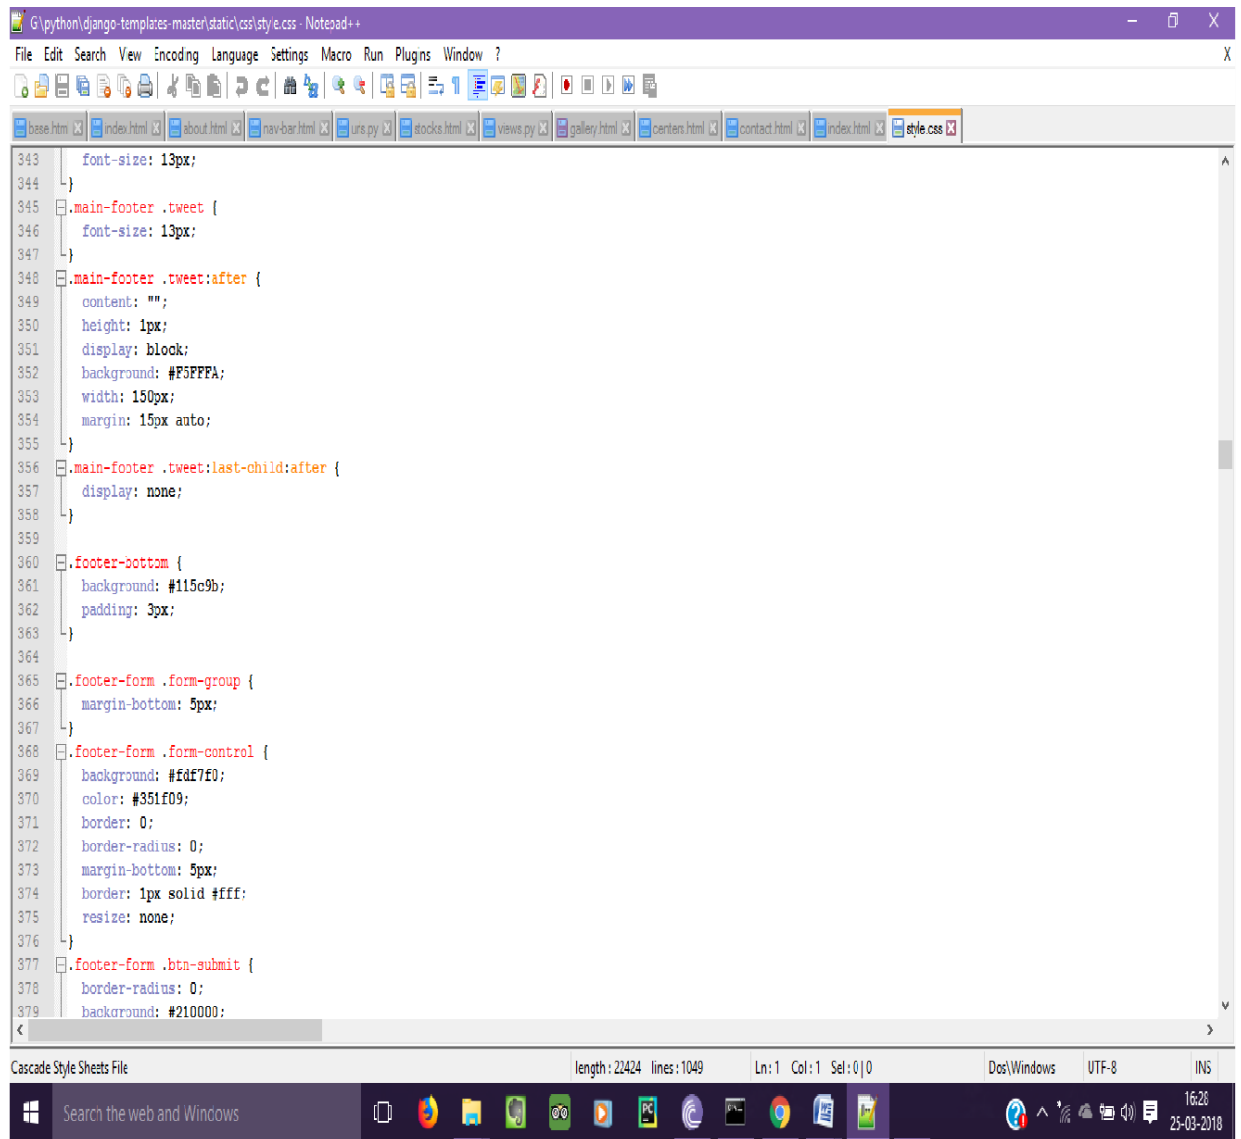 G:\python\django-templates-master\static\css\style.css - Notepad++
File Edit Search View Encoding Language Settings Macro Run Plugins Window ? X
base.htm index.html about.html nav-bar.html urs.py stocks.html views.py gallery.html centers.html contact.html index.html style.css
343 font-size: 13px;
344 }
345 .main-footer .tweet {
346 font-size: 13px;
347 }
348 .main-footer .tweet:after {
349 content: "";
350 height: 1px;
351 display: block;
352 background: #F5FFFA;
353 width: 150px;
354 margin: 15px auto;
355 }
356 .main-footer .tweet:last-child:after {
357 display: none;
358 }
359
360 .footer-bottom {
361 background: #115c9b;
362 padding: 3px;
363 }
364
365 .footer-form .form-group {
366 margin-bottom: 5px;
367 }
368 .footer-form .form-control {
369 background: #fdf7f0;
370 color: #351f09;
371 border: 0;
372 border-radius: 0;
373 margin-bottom: 5px;
374 border: 1px solid #fff;
375 resize: none;
376 }
377 .footer-form .btn-submit {
378 border-radius: 0;
379 background: #210000;
Cascade Style Sheets File length : 22424 lines : 1049 Ln : 1 Col : 1 Sel : 0 | 0 Dos\Windows UTF-8 INS
Search the web and Windows
16:28
25-03-2018